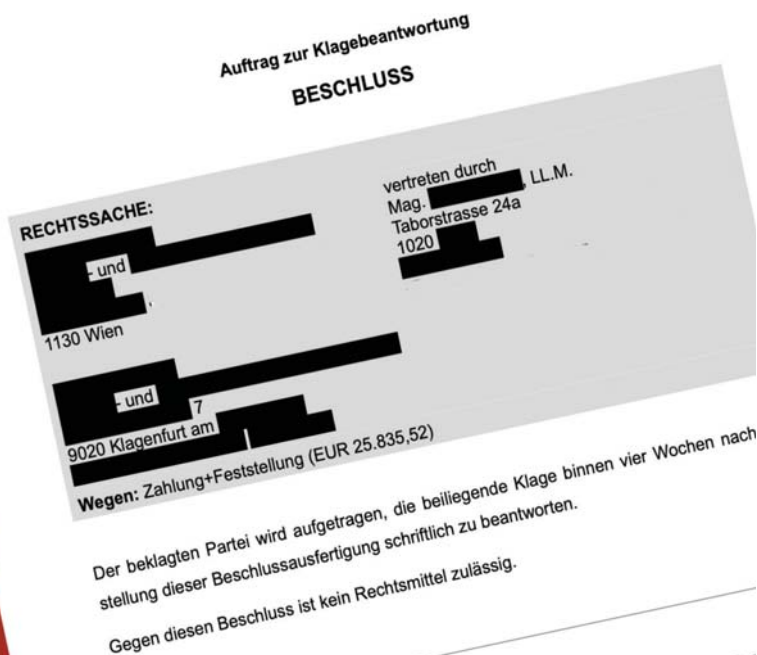 Auftrag zur Klagebeantwortung
BESCHLUSS
RECHTSSACHE:
- und
,
1130 Wien
vertreten durch
Mag. , LL.M.
Taborstrasse 24a
1020
- und
7
9020 Klagenfurt am
Wegen: Zahlung+Feststellung (EUR 25.835,52)
Der beklagten Partei wird aufgetragen, die beiliegende Klage binnen vier Wochen nach
stellung dieser Beschlussausfertigung schriftlich zu beantworten.
Gegen diesen Beschluss ist kein Rechtsmittel zulässig.